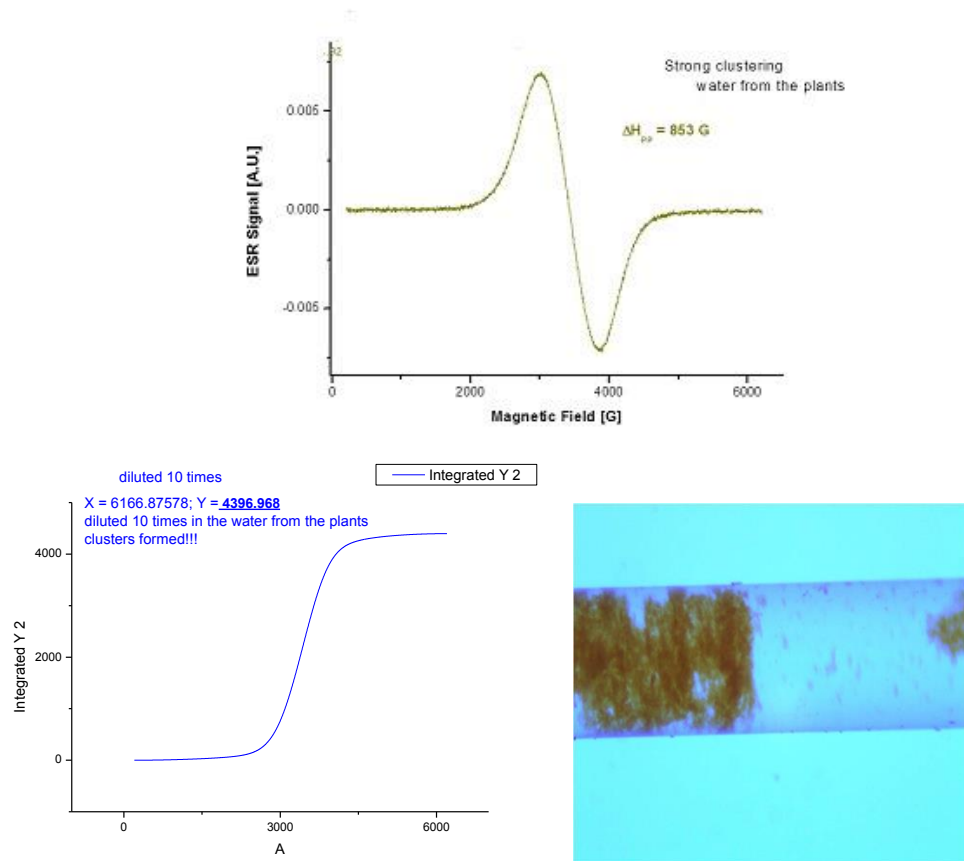 .92
Strong clustering
water from the plants
ΔHpp = 853 G
0.005
0.000
-0.005
ESR Signal [A.U.]
0 2000 4000 6000
Magnetic Field [G]
diluted 10 times
Integrated Y 2
X = 6166.87578; Y = 4396.968
diluted 10 times in the water from the plants
clusters formed!!!
4000
2000
0
Integrated Y 2
0 3000 6000
A